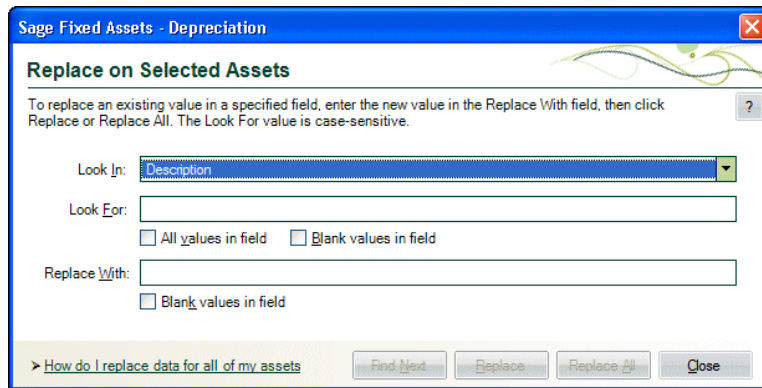 Sage Fixed Assets - Depreciation
Replace on Selected Assets
To replace an existing value in a specified field, enter the new value in the Replace With field, then click
Replace or Replace All. The Look For value is case-sensitive.
?
Look In: Description
Look For:
All values in field Blank values in field
Replace With:
Blank values in field
➤ How do I replace data for all of my assets Find Next Replace Replace All Close